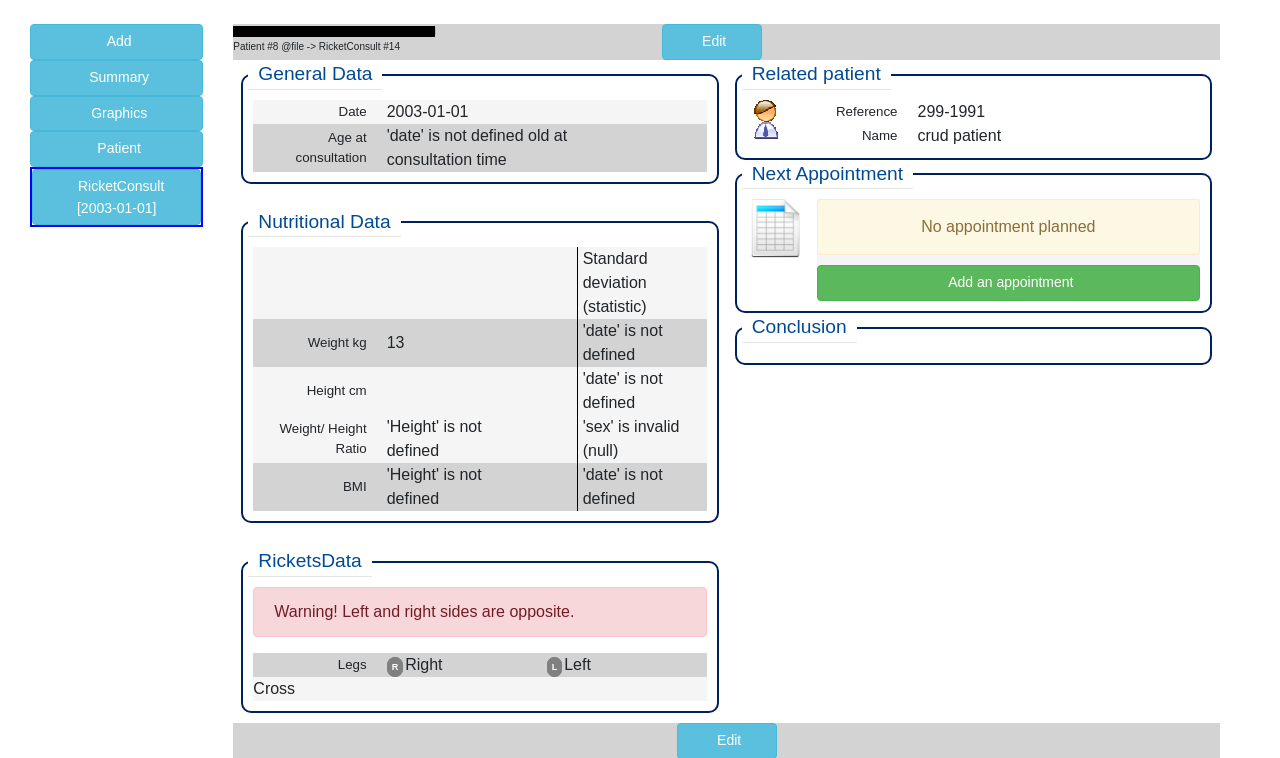 Add
Summary
Graphics
Patient
RicketConsult
[2003-01-01]
Patient #8 @file -> RicketConsult #14
Edit
General Data
Date 2003-01-01
Age at consultation 'date' is not defined old at
consultation time
Nutritional Data
Standard
deviation
(statistic)
Weight kg 13 'date' is not
defined
Height cm 'date' is not
defined
Weight/ Height Ratio 'Height' is not defined 'sex' is invalid
(null)
BMI 'Height' is not defined 'date' is not
defined
RicketsData
Warning! Left and right sides are opposite.
Legs R Right L Left
Cross
Related patient
Reference 299-1991
Name crud patient
Next Appointment
No appointment planned
Add an appointment
Conclusion
Edit